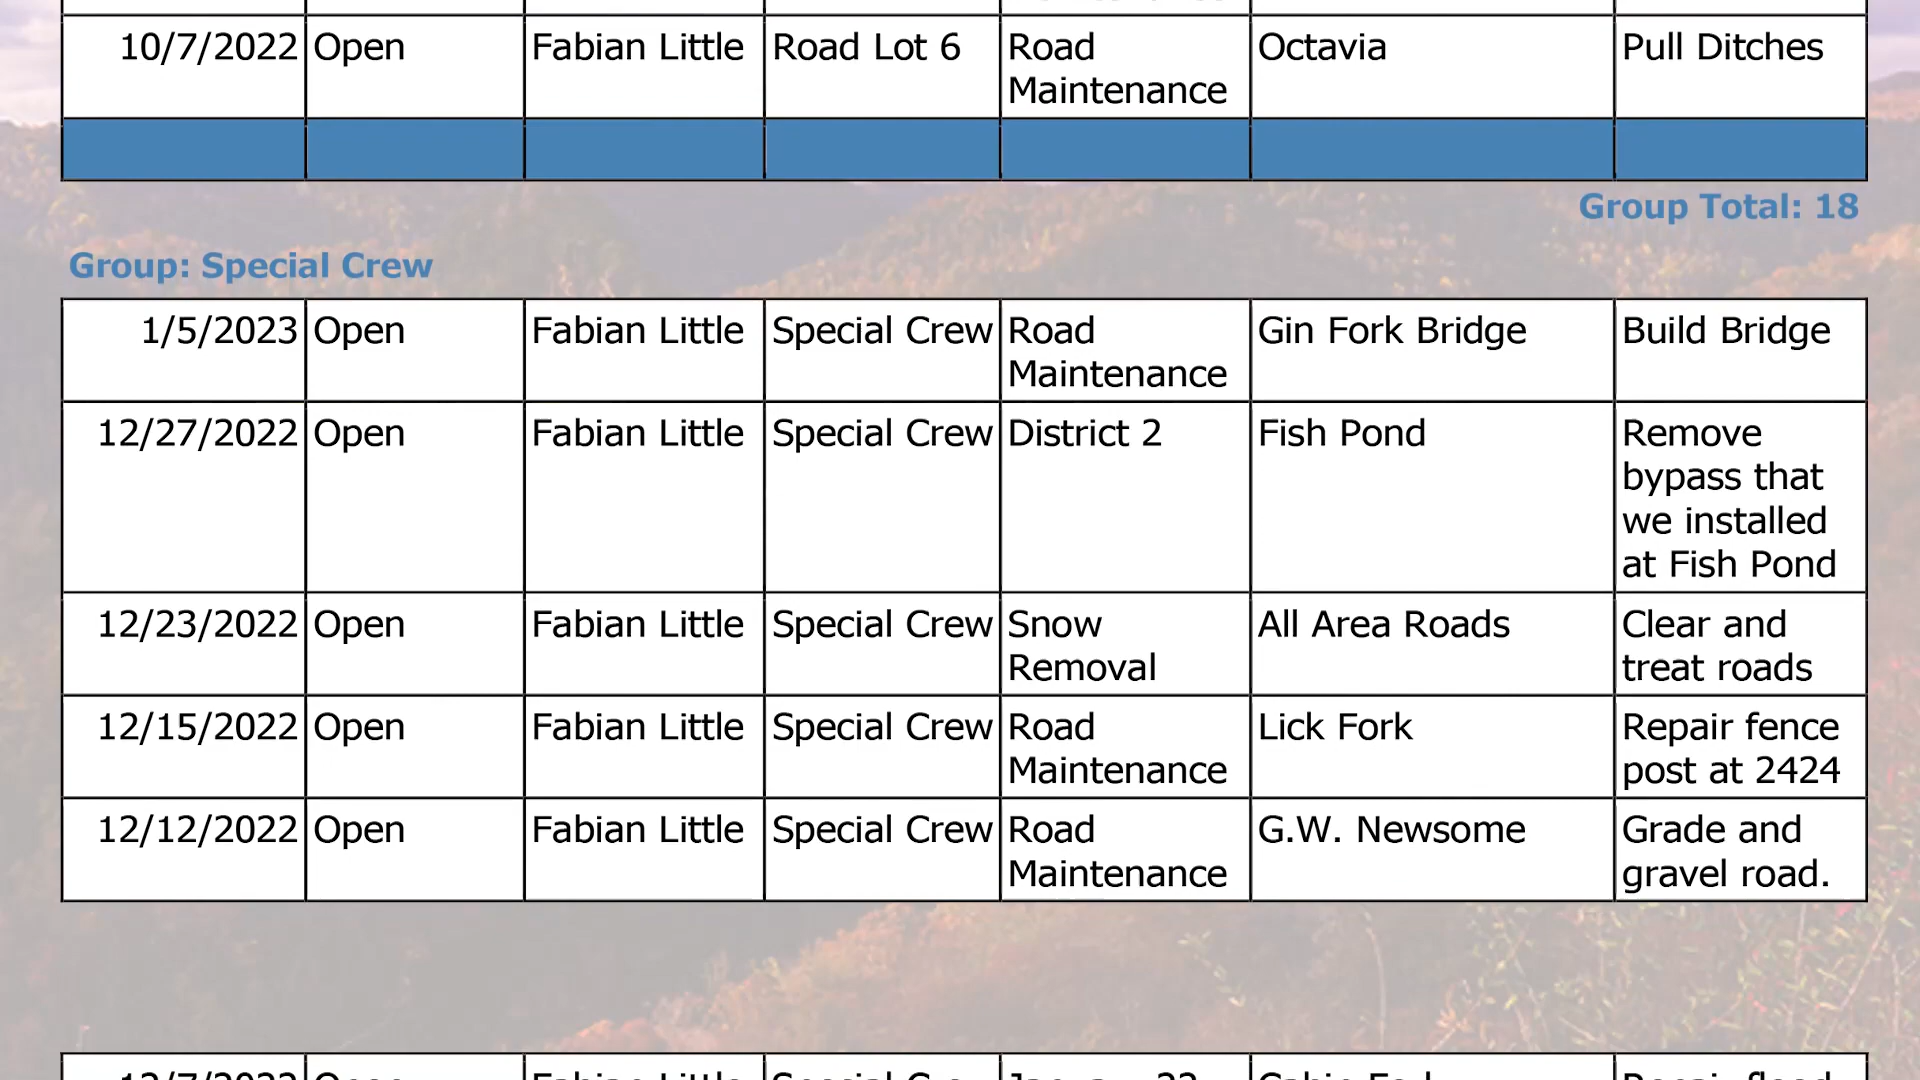 10/7/2022 Open Fabian Little Road Lot 6 Road Octavia Pull Ditches
Maintenance
Group Total: 18
Group: Special Crew
1/5/2023 Open Fabian Little Special Crew Road Gin Fork Bridge Build Bridge
Maintenance
12/27/2022 Open Fabian Little Special Crew District 2 Fish Pond Remove
bypass that
we installed
at Fish Pond
12/23/2022 Open Fabian Little Special Crew Snow All Area Roads Clear and
Removal treat roads
12/15/2022 Open Fabian Little Special Crew Road Lick Fork Repair fence
Maintenance post at 2424
12/12/2022 Open Fabian Little Special Crew Road G.W. Newsome Grade and
Maintenance gravel road.
12/7/2022 Open Fabian Little Special Crew